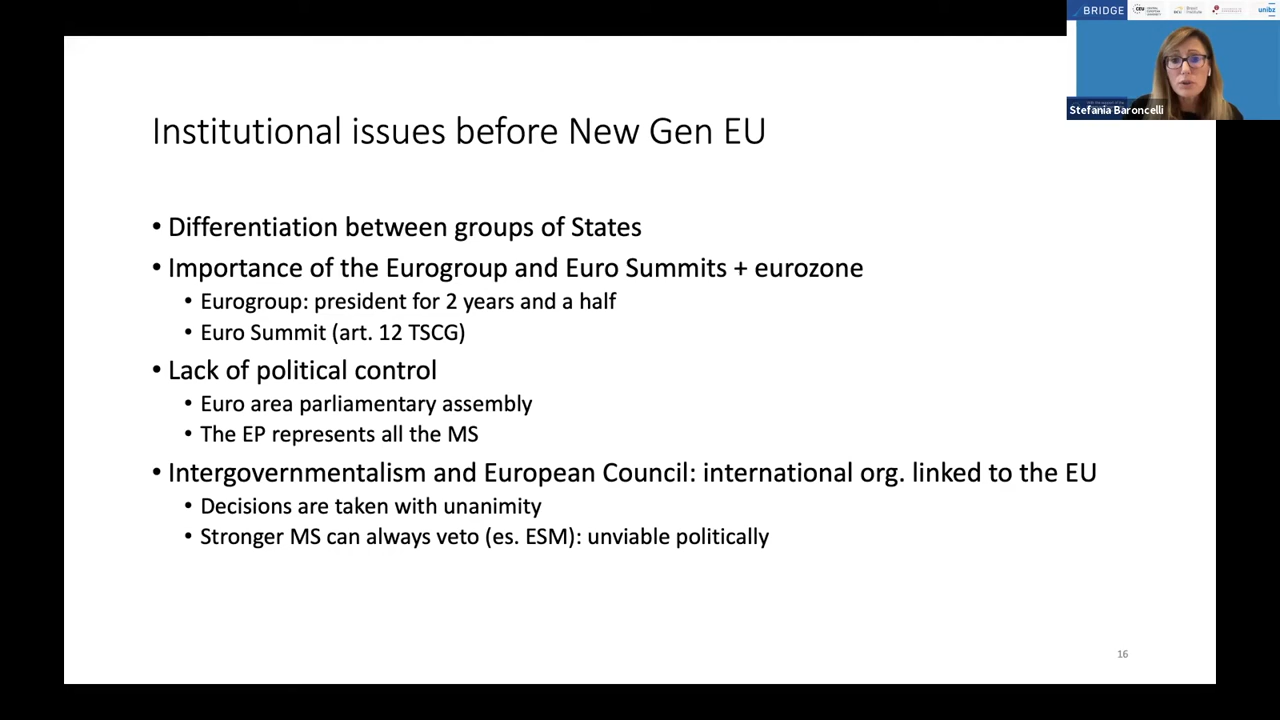 BRIDGE
CEU
unibz
Stefania Baroncelli
Institutional issues before New Gen EU
• Differentiation between groups of States
• Importance of the Eurogroup and Euro Summits + eurozone
• Eurogroup: president for 2 years and a half
• Euro Summit (art. 12 TSCG)
• Lack of political control
• Euro area parliamentary assembly
• The EP represents all the MS
• Intergovernmentalism and European Council: international org. linked to the EU
• Decisions are taken with unanimity
• Stronger MS can always veto (es. ESM): unviable politically
16